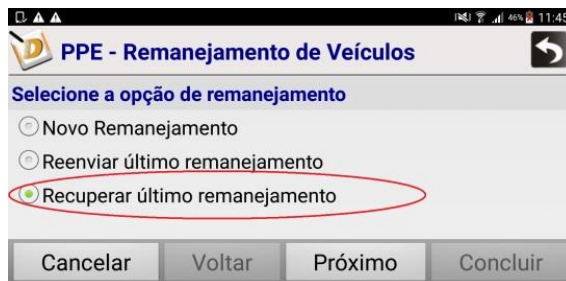 46% 11:45
PPE - Remanejamento de Veículos
Selecione a opção de remanejamento
Novo Remanejamento
Reenviar último remanejamento
Recuperar último remanejamento
Cancelar Voltar Próximo Concluir